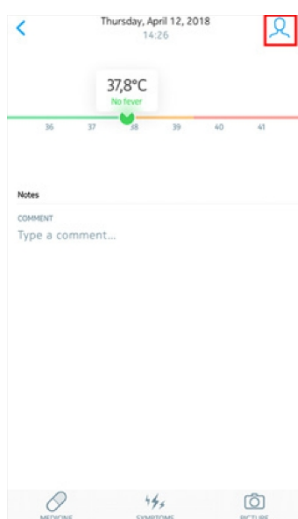 Thursday, April 12, 2018
14:26
37,8°C
No fever
36 37 38 39 40 41
Notes
COMMENT
Type a comment...
MEDICINE SYMPTOMS PICTURE